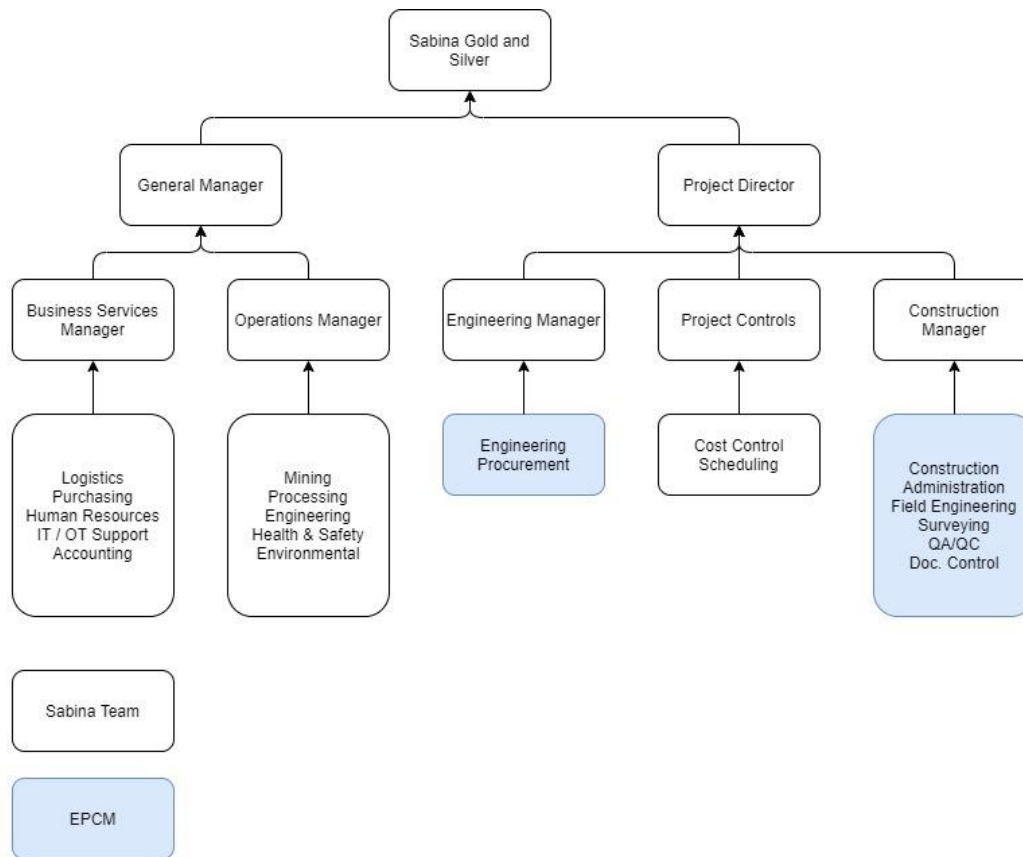 Sabina Gold and
Silver
General Manager
Project Director
Business Services
Manager
Operations Manager
Engineering Manager
Project Controls
Construction
Manager
Logistics
Purchasing
Human Resources
IT / OT Support
Accounting
Mining
Processing
Engineering
Health & Safety
Environmental
Engineering
Procurement
Cost Control
Scheduling
Construction
Administration
Field Engineering
Surveying
QA/QC
Doc. Control
Sabina Team
EPCM